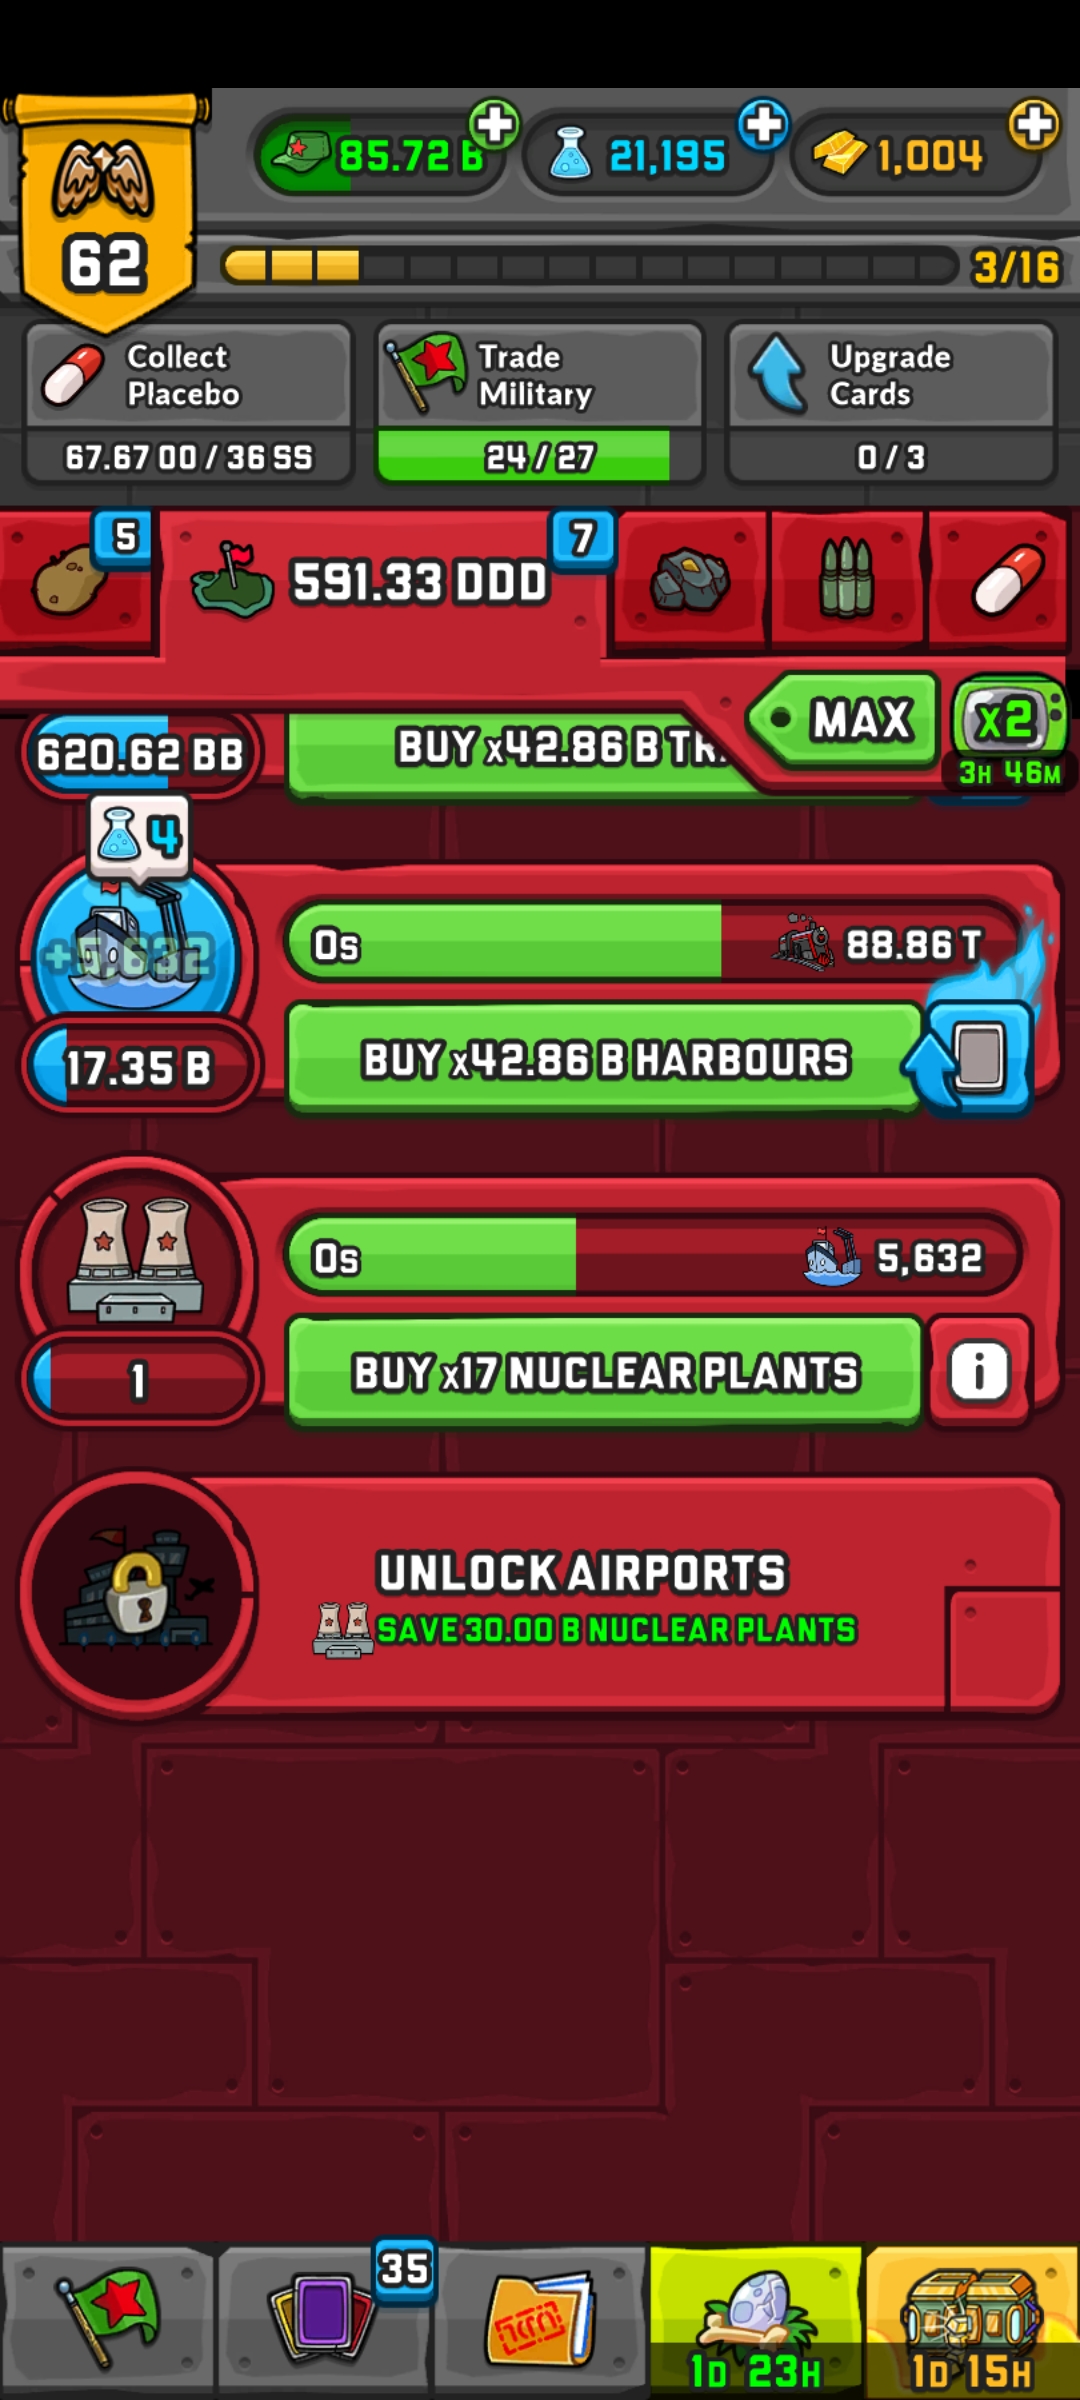 85.72 B
21,195
1,004
62
3/16
Collect
Placebo
67.67 OO / 36 SS
Trade
Military
24 / 27
Upgrade
Cards
0 / 3
5
591.33 DDD
7
MAX
x2
3H 46M
620.62 BB
BUY x42.86 B TR
4
+5,632
0s
88.86 T
17.35 B
BUY x42.86 B HARBOURS
0s
5,632
1
BUY x17 NUCLEAR PLANTS
i
UNLOCK AIRPORTS
SAVE 30.00 B NUCLEAR PLANTS
35
1D 23H
1D 15H